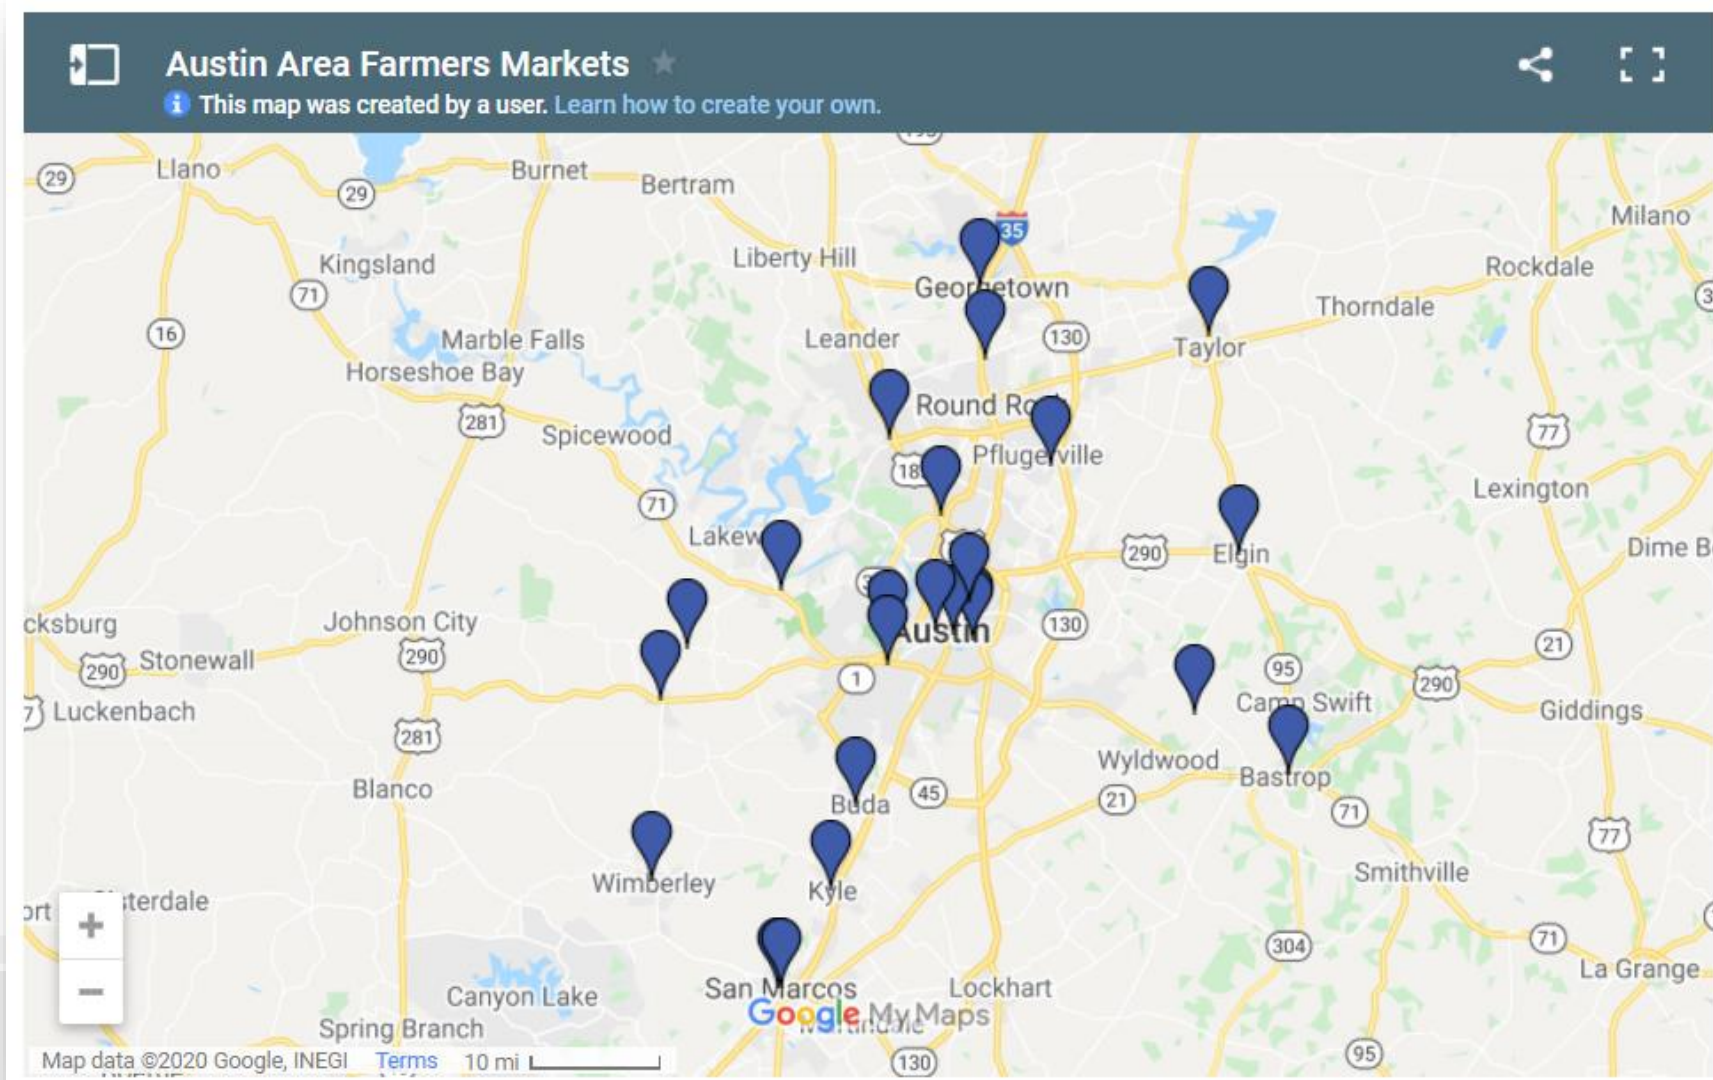 Austin Area Farmers Markets
This map was created by a user. Learn how to create your own.
Llano
Burnet
Bertram
29
29
35
Milano
Liberty Hill
Kingsland
Rockdale
71
Georgetown
Thorndale
16
Marble Falls
Leander
130
Taylor
Horseshoe Bay
281
Spicewood
Round
77
Pflugerville
71
Lexington
290
Elgin
Dime
cksburg
Johnson City
130
Austin
21
290
Stonewall
290
95
290
1
Luckenbach
Camp Swift
Giddings
281
Wyldwood
Bastrop
Blanco
Buda
45
21
71
77
Wimberley
Kyle
Smithville
sterdale
71
304
La Grange
San Marcos
Lockhart
Canyon Lake
Google My Maps
Spring Branch
130
95
Map data ©2020 Google, INEGI Terms 10 mi